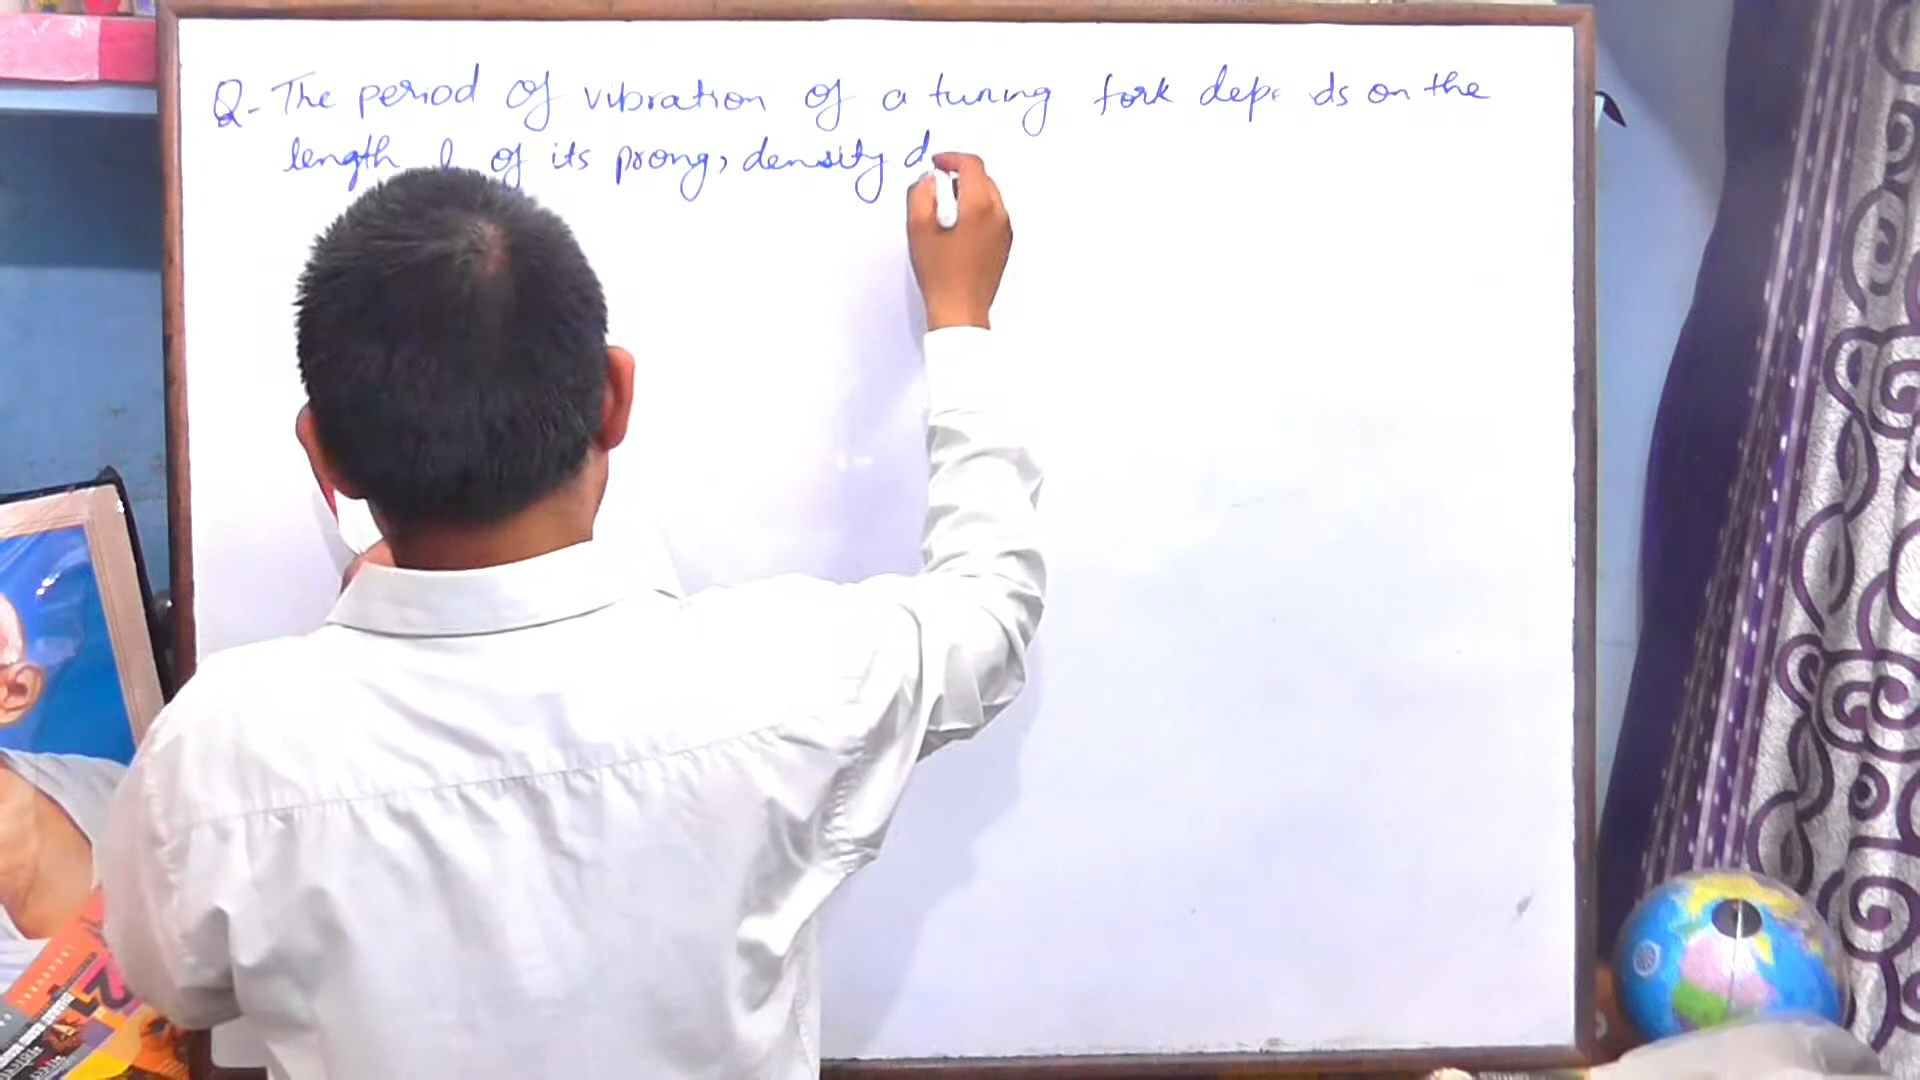 Q- The period of vibration of a tuning fork depe ds on the
length l of its prong, density d